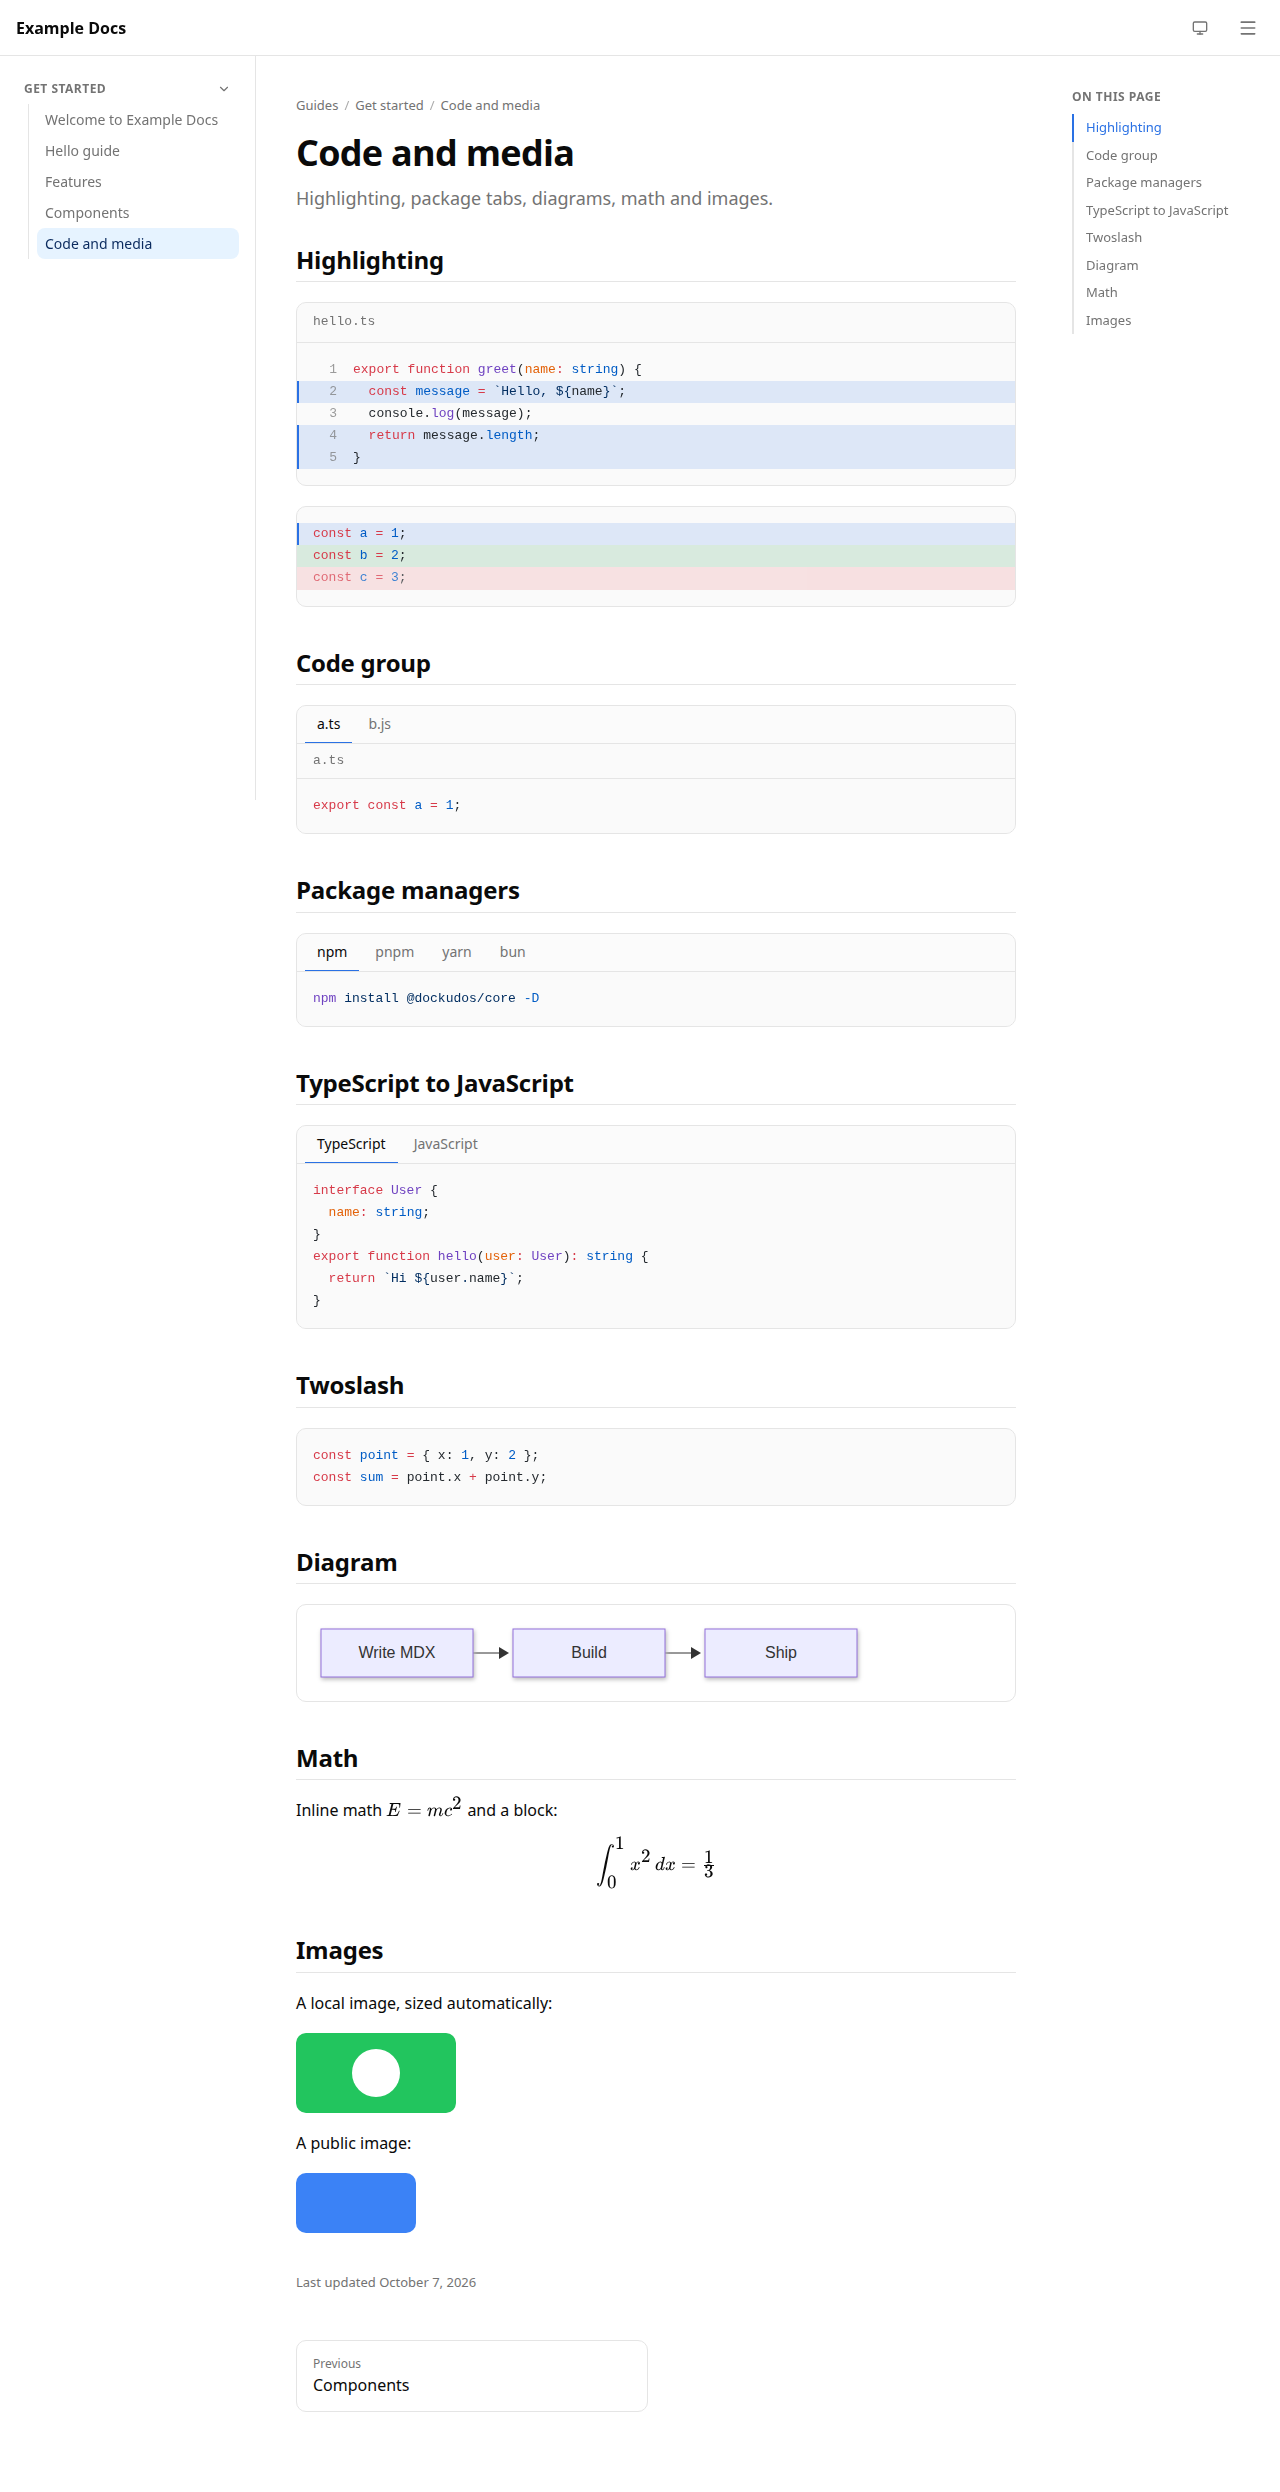 Example Docs
GET STARTED
Welcome to Example Docs
Hello guide
Features
Components
Code and media
Guides / Get started / Code and media
Code and media
Highlighting, package tabs, diagrams, math and images.
Highlighting
hello.ts
1 export function greet(name: string) {
2   const message = `Hello, ${name}`;
3   console.log(message);
4   return message.length;
5 }
const a = 1;
const b = 2;
const c = 3;
Code group
a.ts b.js
a.ts
export const a = 1;
Package managers
npm pnpm yarn bun
npm install @dockudos/core -D
TypeScript to JavaScript
TypeScript JavaScript
interface User {
  name: string;
}
export function hello(user: User): string {
  return `Hi ${user.name}`;
}
Twoslash
const point = { x: 1, y: 2 };
const sum = point.x + point.y;
Diagram
Write MDX Build Ship
Math
Inline math E = mc² and a block:
∫₀¹ x² dx = 1/3
Images
A local image, sized automatically:
A public image:
Last updated October 7, 2026
Previous
Components
ON THIS PAGE
Highlighting
Code group
Package managers
TypeScript to JavaScript
Twoslash
Diagram
Math
Images